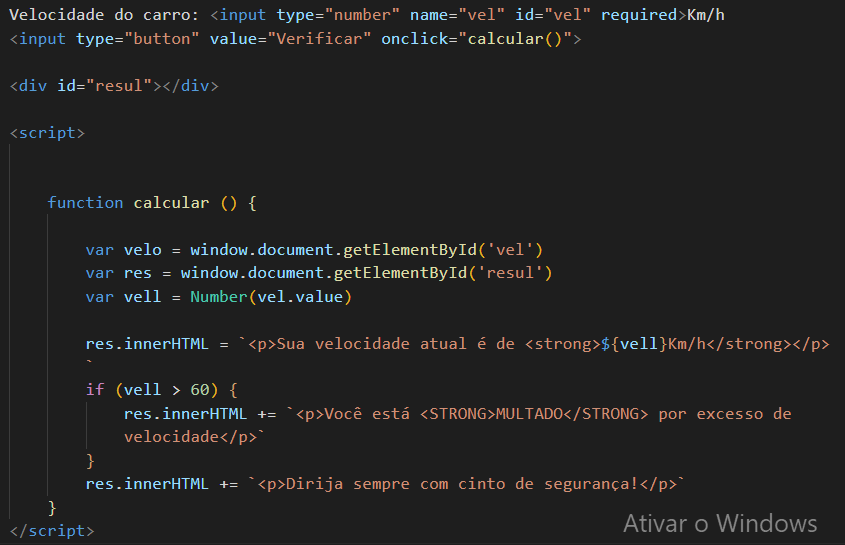 Velocidade do carro: <input type="number" name="vel" id="vel" required>Km/h
<input type="button" value="Verificar" onclick="calcular()">
<div id="resul"></div>
<script>
function calcular () {
var velo = window.document.getElementById('vel')
var res = window.document.getElementById('resul')
var vell = Number(vel.value)
res.innerHTML = `<p>Sua velocidade atual é de <strong>${vell}Km/h</strong></p>
`
if (vell > 60) {
res.innerHTML += `<p>Você está <STRONG>MULTADO</STRONG> por excesso de
velocidade</p>`
}
res.innerHTML += `<p>Dirija sempre com cinto de segurança!</p>`
}
</script>
Ativar o Windows